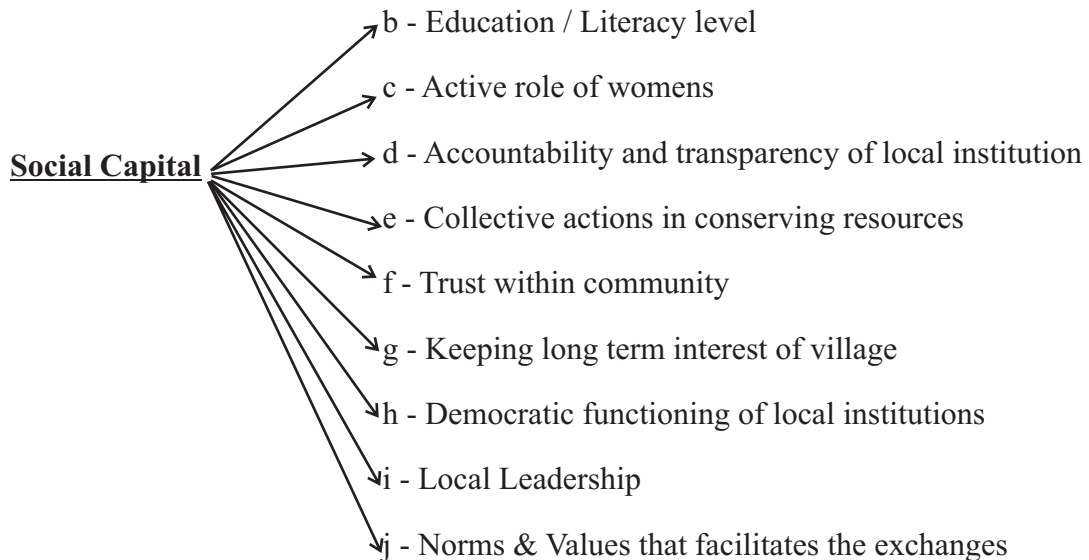 b - Education / Literacy level
c - Active role of womens
Social Capital
d - Accountability and transparency of local institution
e - Collective actions in conserving resources
f - Trust within community
g - Keeping long term interest of village
h - Democratic functioning of local institutions
i - Local Leadership
j - Norms & Values that facilitates the exchanges